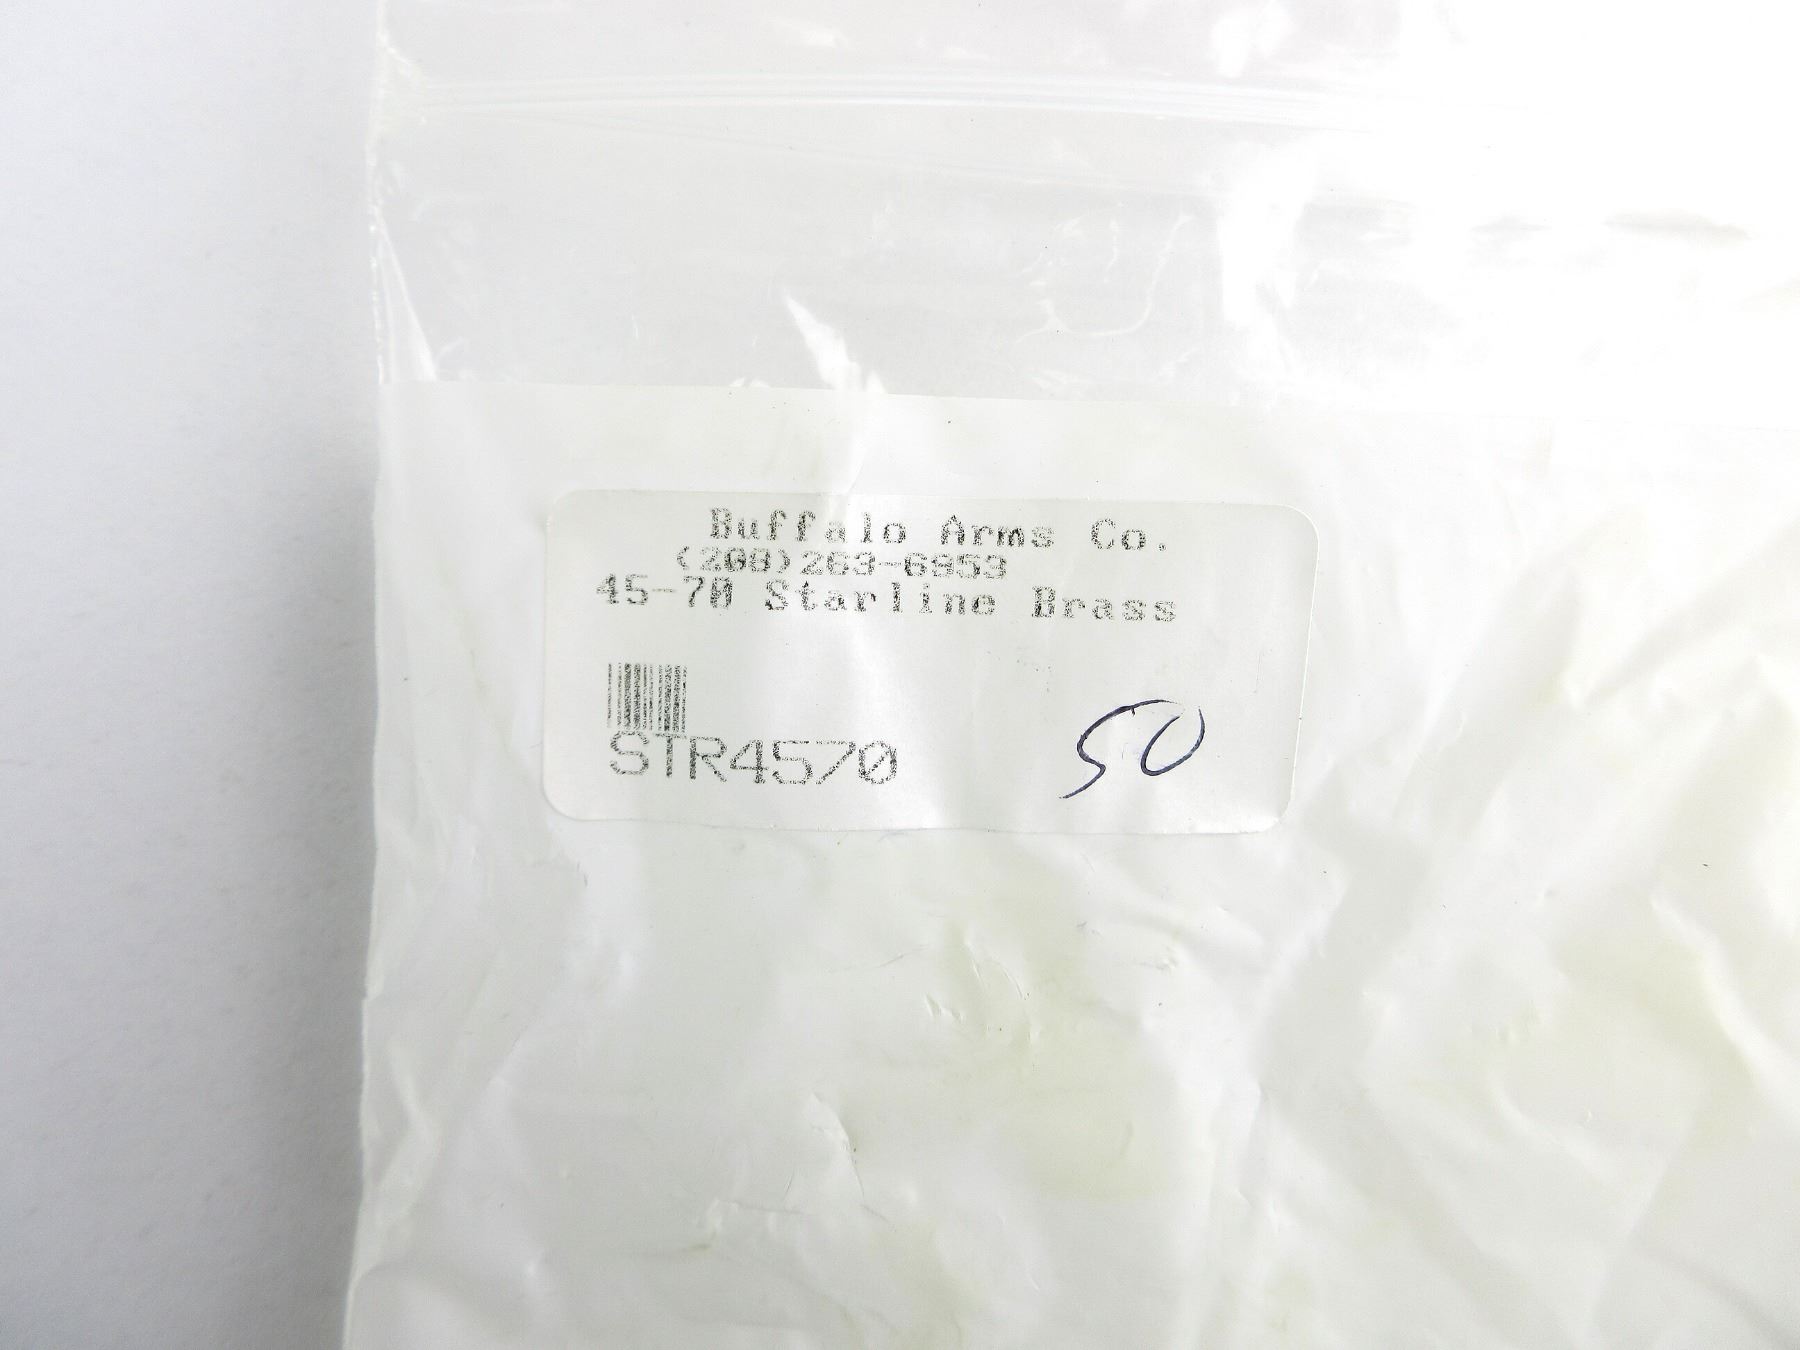 Buffalo Arms Co.
(208)263-6953
45-70 Starline Brass
STR4570
50